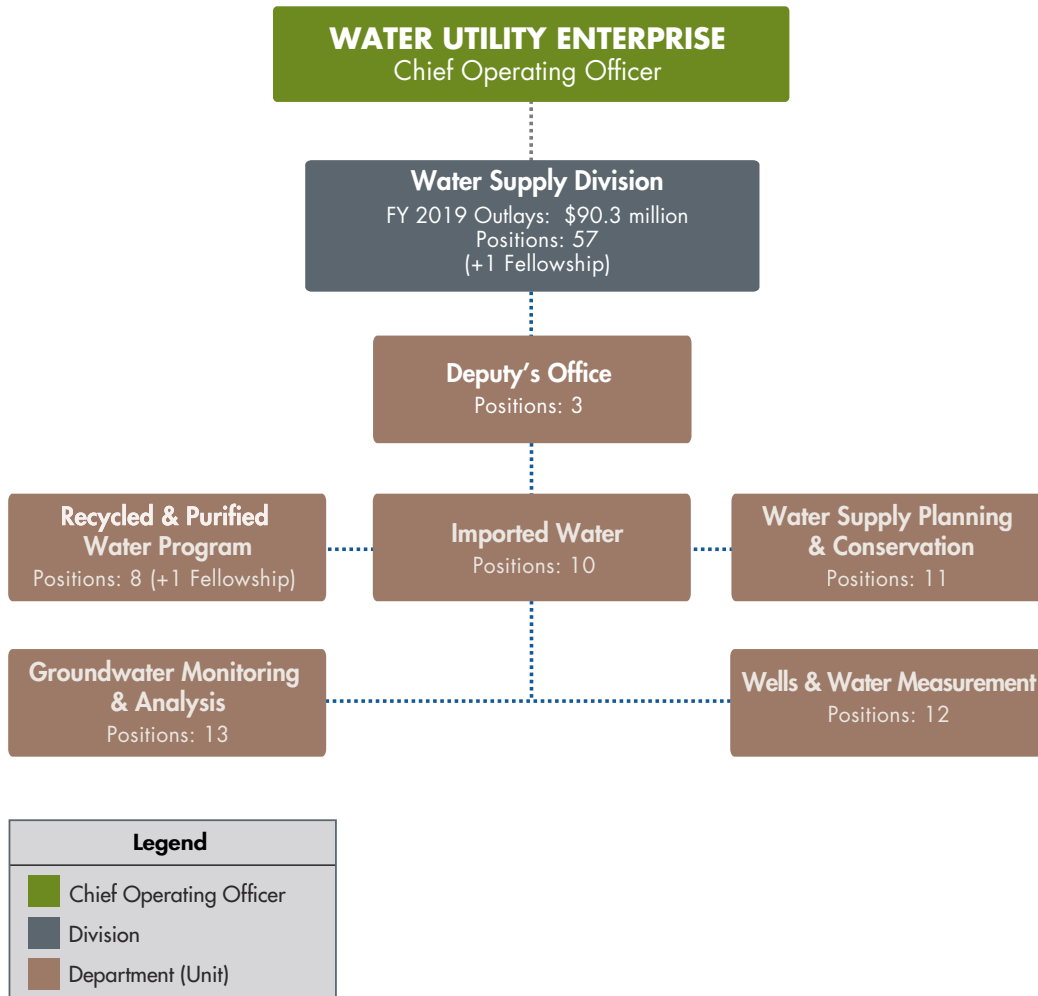 WATER UTILITY ENTERPRISE
Chief Operating Officer
Water Supply Division
FY 2019 Outlays: $90.3 million
Positions: 57
(+1 Fellowship)
Deputy’s Office
Positions: 3
Recycled & Purified
Water Program
Positions: 8 (+1 Fellowship)
Imported Water
Positions: 10
Water Supply Planning
& Conservation
Positions: 11
Groundwater Monitoring
& Analysis
Positions: 13
Wells & Water Measurement
Positions: 12
Legend
Chief Operating Officer
Division
Department (Unit)